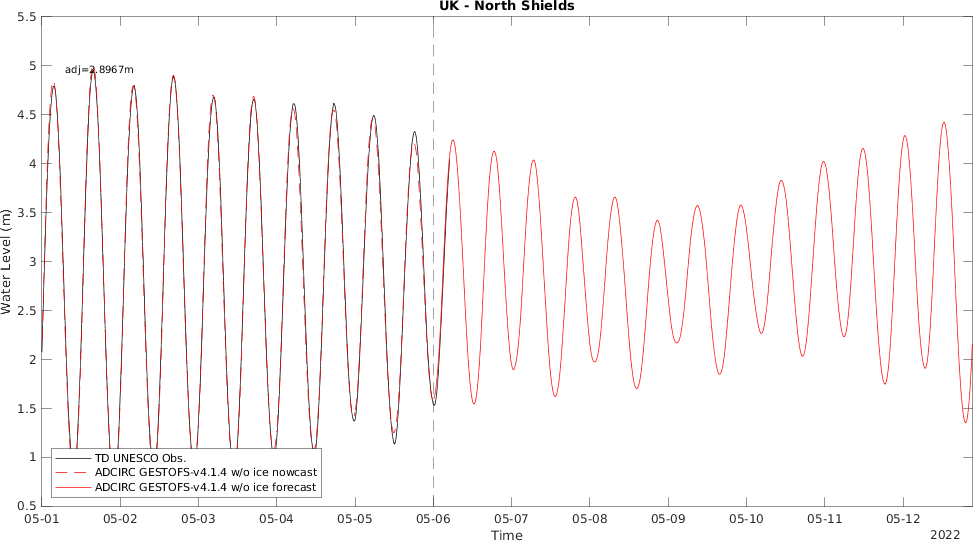 UK - North Shields
5.5
5
4.5
4
3.5
3
2.5
2
1.5
1
0.5
Water Level (m)
adj=2.8967m
TD UNESCO Obs.
ADCIRC GESTOFS-v4.1.4 w/o ice nowcast
ADCIRC GESTOFS-v4.1.4 w/o ice forecast
05-01 05-02 05-03 05-04 05-05 05-06 05-07 05-08 05-09 05-10 05-11 05-12
Time
2022